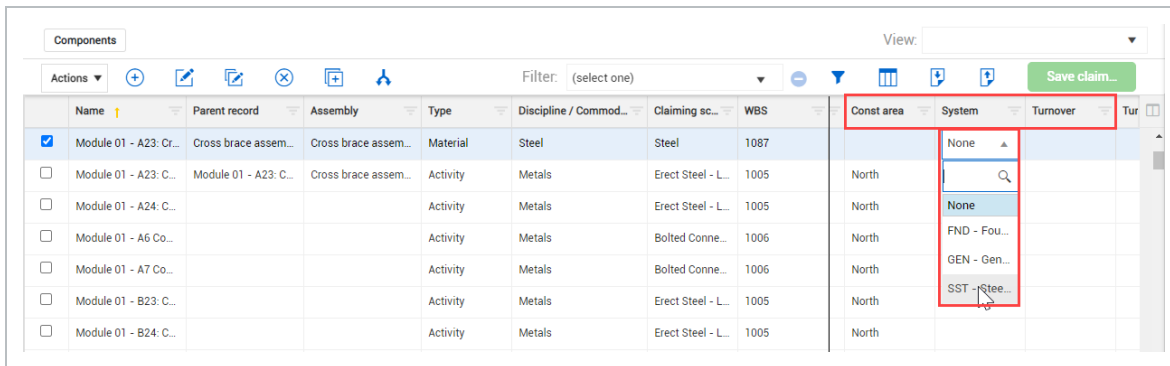 Components View:
Actions Filter: (select one) Save claim...
Name Parent record Assembly Type Discipline / Commod... Claiming sc... WBS Const area System Turnover Tur
Module 01 - A23: Cr... Cross brace assem... Cross brace assem... Material Steel Steel 1087 None
Module 01 - A23: C... Module 01 - A23: C... Cross brace assem... Activity Metals Erect Steel - L... 1005 North
Module 01 - A24: C... Activity Metals Erect Steel - L... 1005 North None
Module 01 - A6 Co... Activity Metals Bolted Conne... 1006 North FND - Fou...
Module 01 - A7 Co... Activity Metals Bolted Conne... 1006 North GEN - Gen...
Module 01 - B23: C... Activity Metals Erect Steel - L... 1005 North SST - Stee...
Module 01 - B24: C... Activity Metals Erect Steel - L... 1005 North